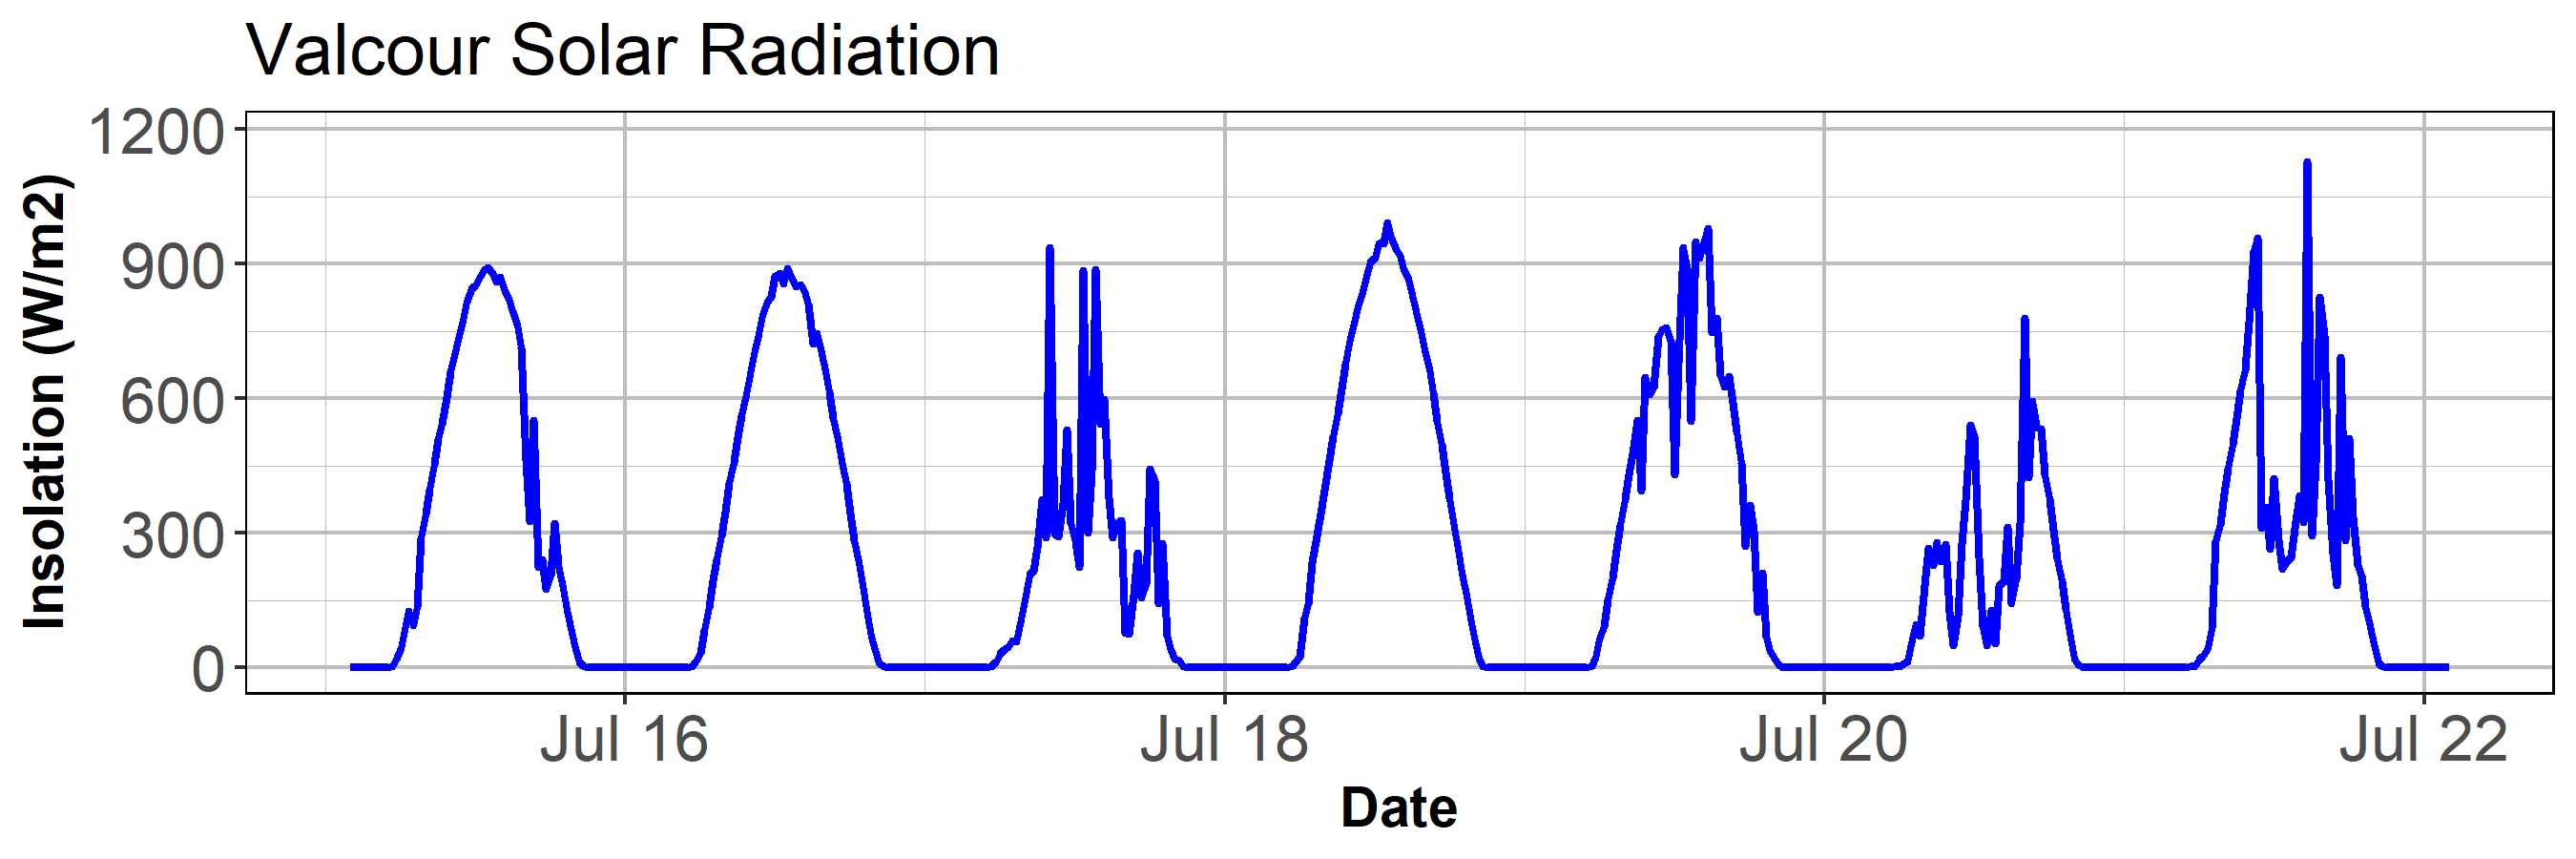 Valcour Solar Radiation
1200
900
600
300
0
Insolation (W/m2)
Jul 16 Jul 18 Jul 20 Jul 22
Date